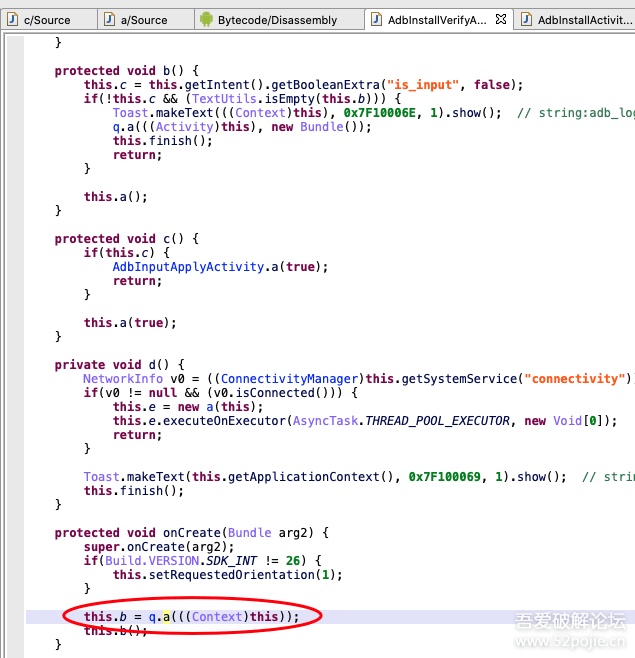 c/Source a/Source Bytecode/Disassembly AdbInstallVerifyA... AdbInstallActivit...
}
protected void b() {
this.c = this.getIntent().getBooleanExtra("is_input", false);
if(!this.c && (TextUtils.isEmpty(this.b))) {
Toast.makeText(((Context)this), 0x7F10006E, 1).show();  // string:adb_log
q.a(((Activity)this), new Bundle());
this.finish();
return;
}
this.a();
}
protected void c() {
if(this.c) {
AdbInputApplyActivity.a(true);
return;
}
this.a(true);
}
private void d() {
NetworkInfo v0 = ((ConnectivityManager)this.getSystemService("connectivity"))
if(v0 != null && (v0.isConnected())) {
this.e = new a(this);
this.e.executeOnExecutor(AsyncTask.THREAD_POOL_EXECUTOR, new Void[0]);
return;
}
Toast.makeText(this.getApplicationContext(), 0x7F100069, 1).show();  // strin
this.finish();
}
protected void onCreate(Bundle arg2) {
super.onCreate(arg2);
if(Build.VERSION.SDK_INT != 26) {
this.setRequestedOrientation(1);
}
this.b = q.a(((Context)this));
this.b();
}
吾爱破解论坛
www.52pojie.cn